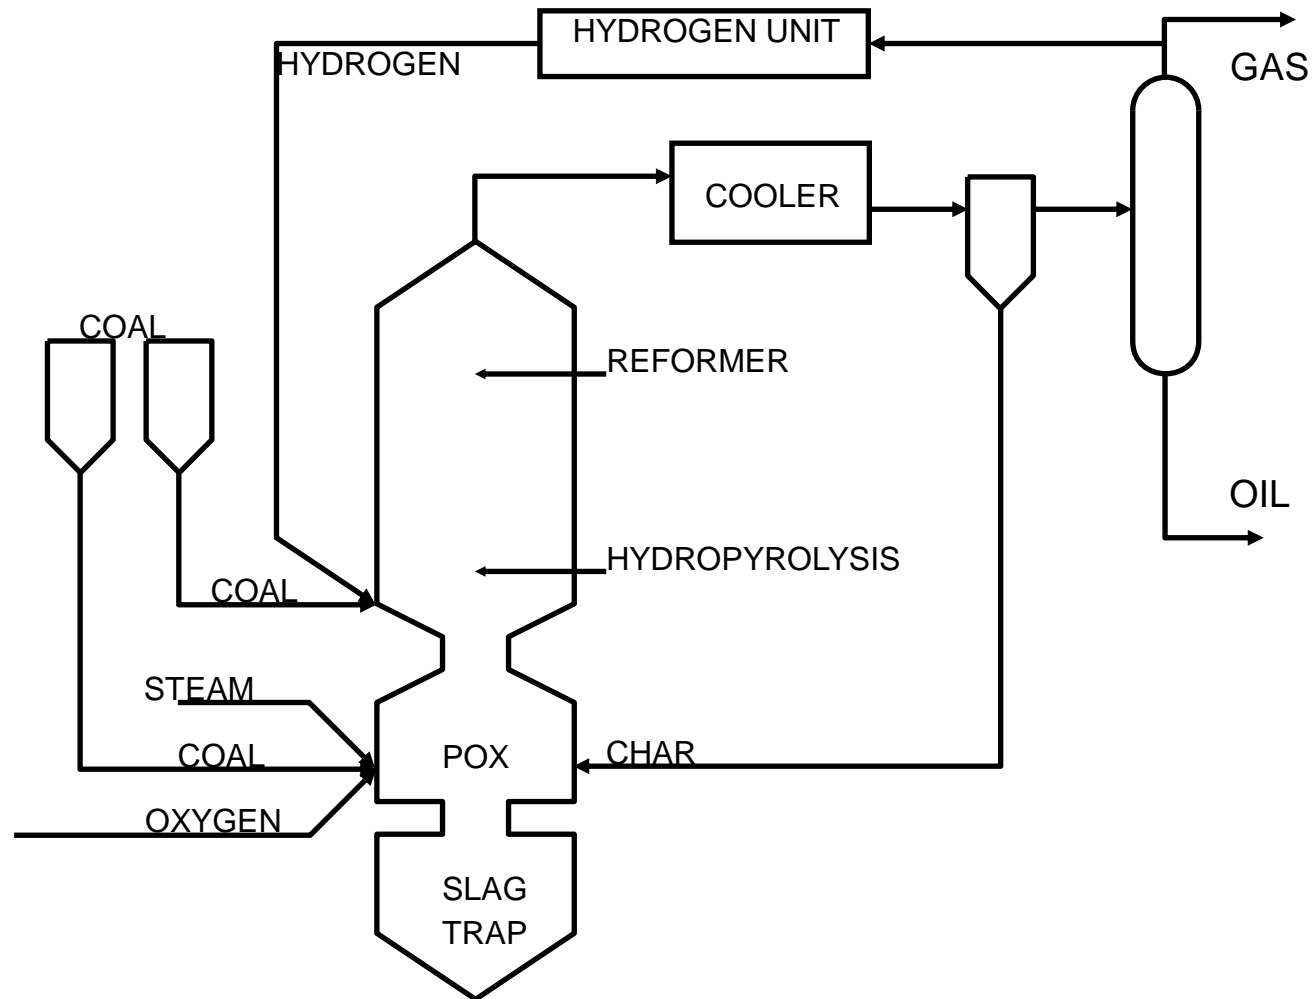 HYDROGEN UNIT
HYDROGEN
GAS
COOLER
COAL
REFORMER
OIL
HYDROPYROLYSIS
COAL
STEAM
COAL
POX
CHAR
OXYGEN
SLAG
TRAP